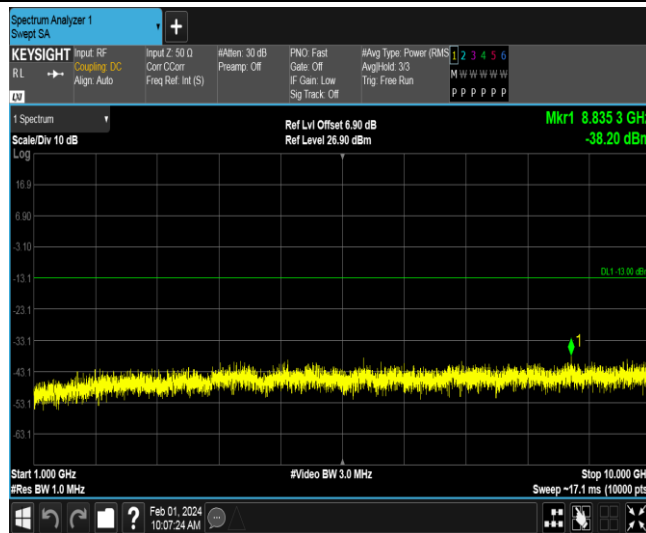 Spectrum Analyzer 1
Swept SA
+
KEYSIGHT Input: RF Input Z: 50 Ω #Atten: 30 dB PNO: Fast #Avg Type: Power (RMS 1 2 3 4 5 6
RL Coupling: DC Corr CCorr Preamp: Off Gate: Off Avg|Hold: 3/3 M W W W W W
Align: Auto Freq Ref: Int (S) IF Gain: Low Trig: Free Run
Sig Track: Off P P P P P P
LXI
1 Spectrum Mkr1 8.835 3 GHz
Ref Lvl Offset 6.90 dB
Scale/Div 10 dB Ref Level 26.90 dBm -38.20 dBm
Log
16.9
6.90
-3.10
DL1 -13.00 dBm
-13.1
-23.1
-33.1
1
-43.1
-53.1
-63.1
Start 1.000 GHz #Video BW 3.0 MHz Stop 10.000 GH
#Res BW 1.0 MHz Sweep ~17.1 ms (10000 pts
? Feb 01, 2024
10:07:24 AM